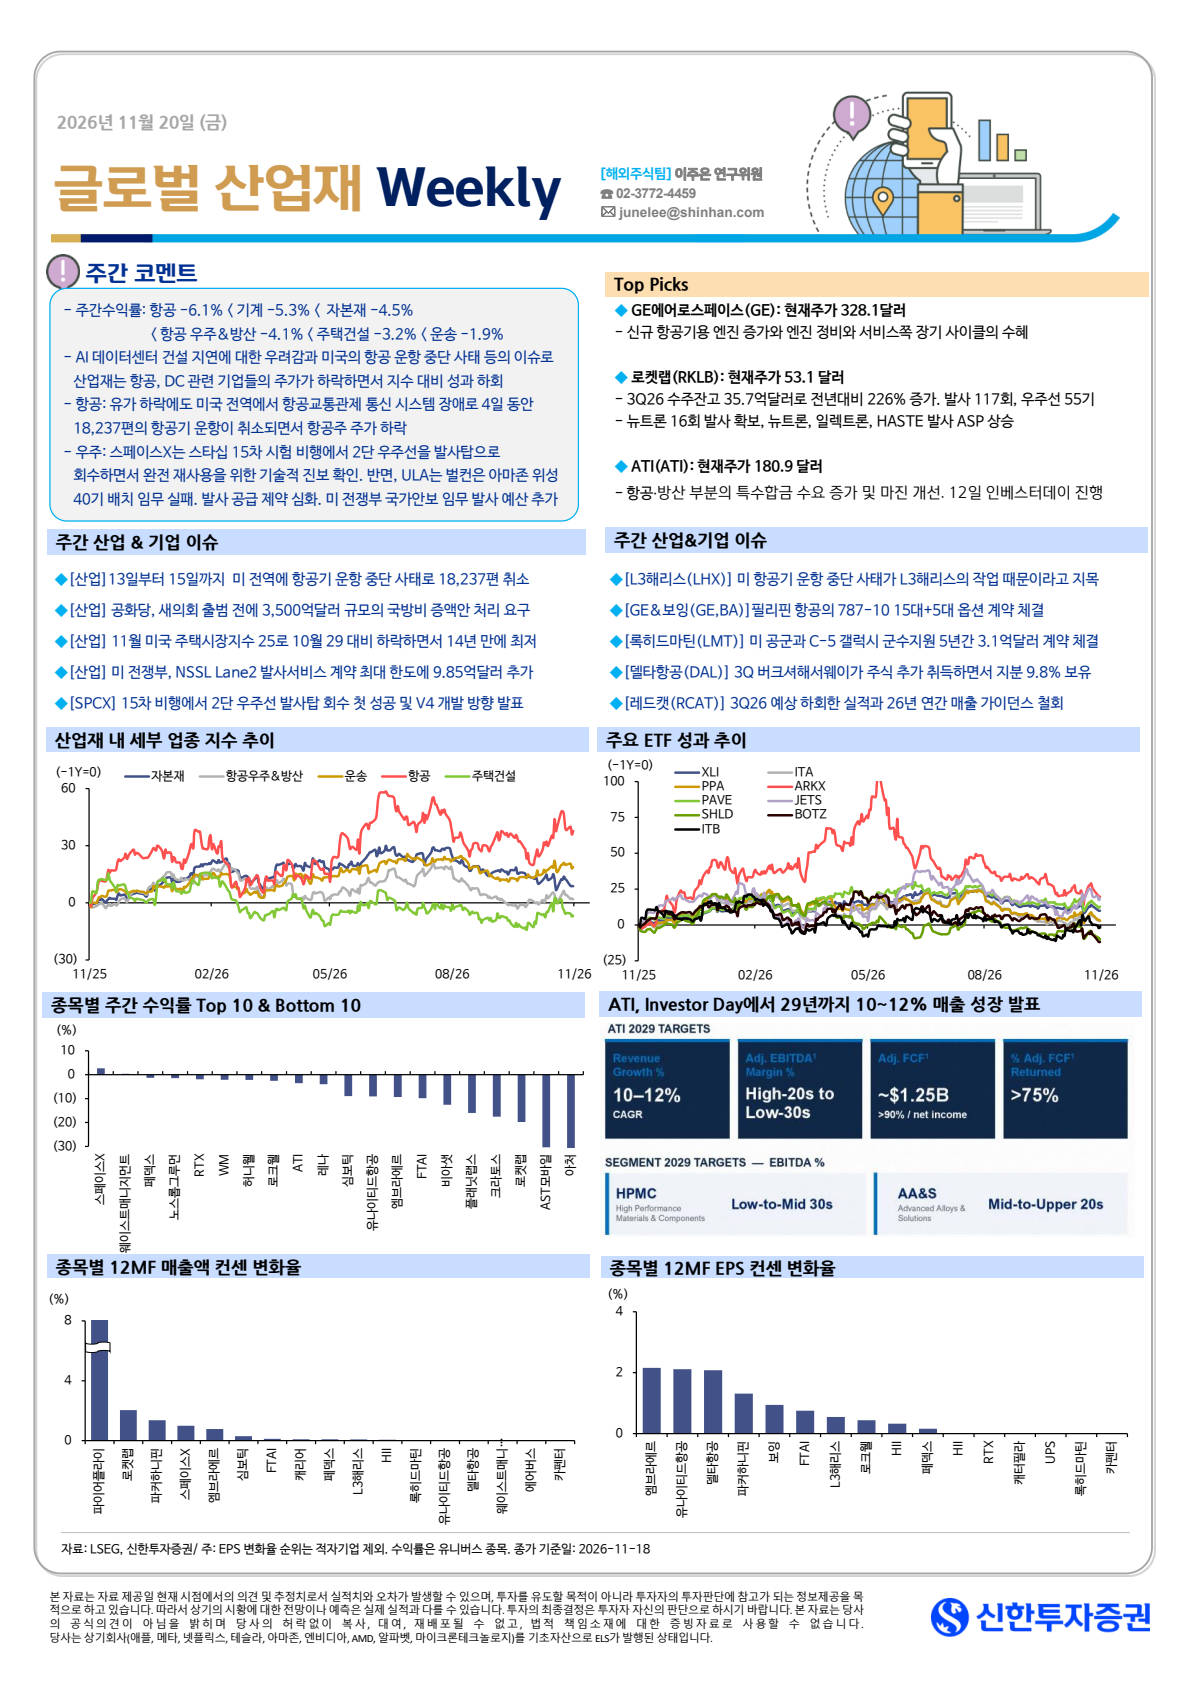 2026년 11월 20일 (금)
글로벌 산업재 Weekly
[해외주식팀] 이주은 연구위원
☎ 02-3772-4459
✉ junelee@shinhan.com
주간 코멘트
- 주간수익률: 항공 -6.1% < 기계 -5.3% < 자본재 -4.5%
< 항공 우주&방산 -4.1% < 주택건설 -3.2% < 운송 -1.9%
- AI 데이터센터 건설 지연에 대한 우려감과 미국의 항공 운항 중단 사태 등의 이슈로
산업재는 항공, DC 관련 기업들의 주가가 하락하면서 지수 대비 성과 하회
- 항공: 유가 하락에도 미국 전역에서 항공교통관제 통신 시스템 장애로 4일 동안
18,237편의 항공기 운항이 취소되면서 항공주 주가 하락
- 우주: 스페이스X는 스타십 15차 시험 비행에서 2단 우주선을 발사탑으로
회수하면서 완전 재사용을 위한 기술적 진보 확인. 반면, ULA는 벌컨은 아마존 위성
40기 배치 임무 실패. 발사 공급 제약 심화. 미 전쟁부 국가안보 임무 발사 예산 추가
Top Picks
◆ GE에어로스페이스(GE): 현재주가 328.1달러
- 신규 항공기용 엔진 증가와 엔진 정비와 서비스쪽 장기 사이클의 수혜
◆ 로켓랩(RKLB): 현재주가 53.1 달러
- 3Q26 수주잔고 35.7억달러로 전년대비 226% 증가. 발사 117회, 우주선 55기
- 뉴트론 16회 발사 확보, 뉴트론, 일렉트론, HASTE 발사 ASP 상승
◆ ATI(ATI): 현재주가 180.9 달러
- 항공·방산 부분의 특수합금 수요 증가 및 마진 개선. 12일 인베스터데이 진행
주간 산업 & 기업 이슈
◆[산업]13일부터 15일까지 미 전역에 항공기 운항 중단 사태로 18,237편 취소
◆[산업] 공화당, 새의회 출범 전에 3,500억달러 규모의 국방비 증액안 처리 요구
◆[산업] 11월 미국 주택시장지수 25로 10월 29 대비 하락하면서 14년 만에 최저
◆[산업] 미 전쟁부, NSSL Lane2 발사서비스 계약 최대 한도에 9.85억달러 추가
◆[SPCX] 15차 비행에서 2단 우주선 발사탑 회수 첫 성공 및 V4 개발 방향 발표
주간 산업&기업 이슈
◆[L3해리스(LHX)] 미 항공기 운항 중단 사태가 L3해리스의 작업 때문이라고 지목
◆[GE&보잉(GE,BA)]필리핀 항공의 787-10 15대+5대 옵션 계약 체결
◆[록히드마틴(LMT)] 미 공군과 C-5 갤럭시 군수지원 5년간 3.1억달러 계약 체결
◆[델타항공(DAL)] 3Q 버크셔해서웨이가 주식 추가 취득하면서 지분 9.8% 보유
◆[레드캣(RCAT)] 3Q26 예상 하회한 실적과 26년 연간 매출 가이던스 철회
산업재 내 세부 업종 지수 추이
(-1Y=0)
자본재 항공우주&방산 운송 항공 주택건설
60
30
0
(30)
11/25 02/26 05/26 08/26 11/26
주요 ETF 성과 추이
(-1Y=0)
XLI ITA
PPA ARKX
PAVE JETS
SHLD BOTZ
ITB
100
75
50
25
0
(25)
11/25 02/26 05/26 08/26 11/26
종목별 주간 수익률 Top 10 & Bottom 10
(%)
10
0
(10)
(20)
(30)
스페이스X
웨이스트매니지먼트
페덱스
노스롭그루먼
RTX
WM
허니웰
로크웰
ATI
레나
심보틱
유나이티드항공
엠브라에르
FTAI
비아샛
플래닛랩스
크라토스
로켓랩
AST모바일
아처
ATI, Investor Day에서 29년까지 10~12% 매출 성장 발표
ATI 2029 TARGETS
Revenue Growth %
10–12%
CAGR
Adj. EBITDA¹ Margin %
High-20s to Low-30s
Adj. FCF¹
~$1.25B
>90% / net income
% Adj. FCF¹ Returned
>75%
SEGMENT 2029 TARGETS — EBITDA %
HPMC
High Performance
Materials & Components
Low-to-Mid 30s
AA&S
Advanced Alloys &
Solutions
Mid-to-Upper 20s
종목별 12MF 매출액 컨센 변화율
(%)
8
4
0
파이어플라이
로켓랩
파커하니핀
스페이스X
엠브라에르
심보틱
FTAI
캐리어
페덱스
L3해리스
HII
록히드마틴
유나이티드항공
델타항공
웨이스트매니…
에어버스
카펜터
종목별 12MF EPS 컨센 변화율
(%)
4
2
0
엠브라에르
유나이티드항공
델타항공
파커하니핀
보잉
FTAI
L3해리스
로크웰
HII
페덱스
HII
RTX
캐터필라
UPS
록히드마틴
카펜터
자료: LSEG, 신한투자증권/ 주: EPS 변화율 순위는 적자기업 제외. 수익률은 유니버스 종목. 종가 기준일: 2026-11-18
본 자료는 자료 제공일 현재 시점에서의 의견 및 추정치로서 실적치와 오차가 발생할 수 있으며, 투자를 유도할 목적이 아니라 투자자의 투자판단에 참고가 되는 정보제공을 목
적으로 하고 있습니다. 따라서 상기의 시황에 대한 전망이나 예측은 실제 실적과 다를 수 있습니다. 투자의 최종결정은 투자자 자신의 판단으로 하시기 바랍니다. 본 자료는 당사
의 공식의견이 아님을 밝히며 당사의 허락없이 복사, 대여, 재배포될 수 없고, 법적 책임소재에 대한 증빙자료로 사용할 수 없습니다.
당사는 상기회사(애플, 메타, 넷플릭스, 테슬라, 아마존, 엔비디아, AMD, 알파벳, 마이크론테크놀로지)를 기초자산으로 ELS가 발행된 상태입니다.
신한투자증권